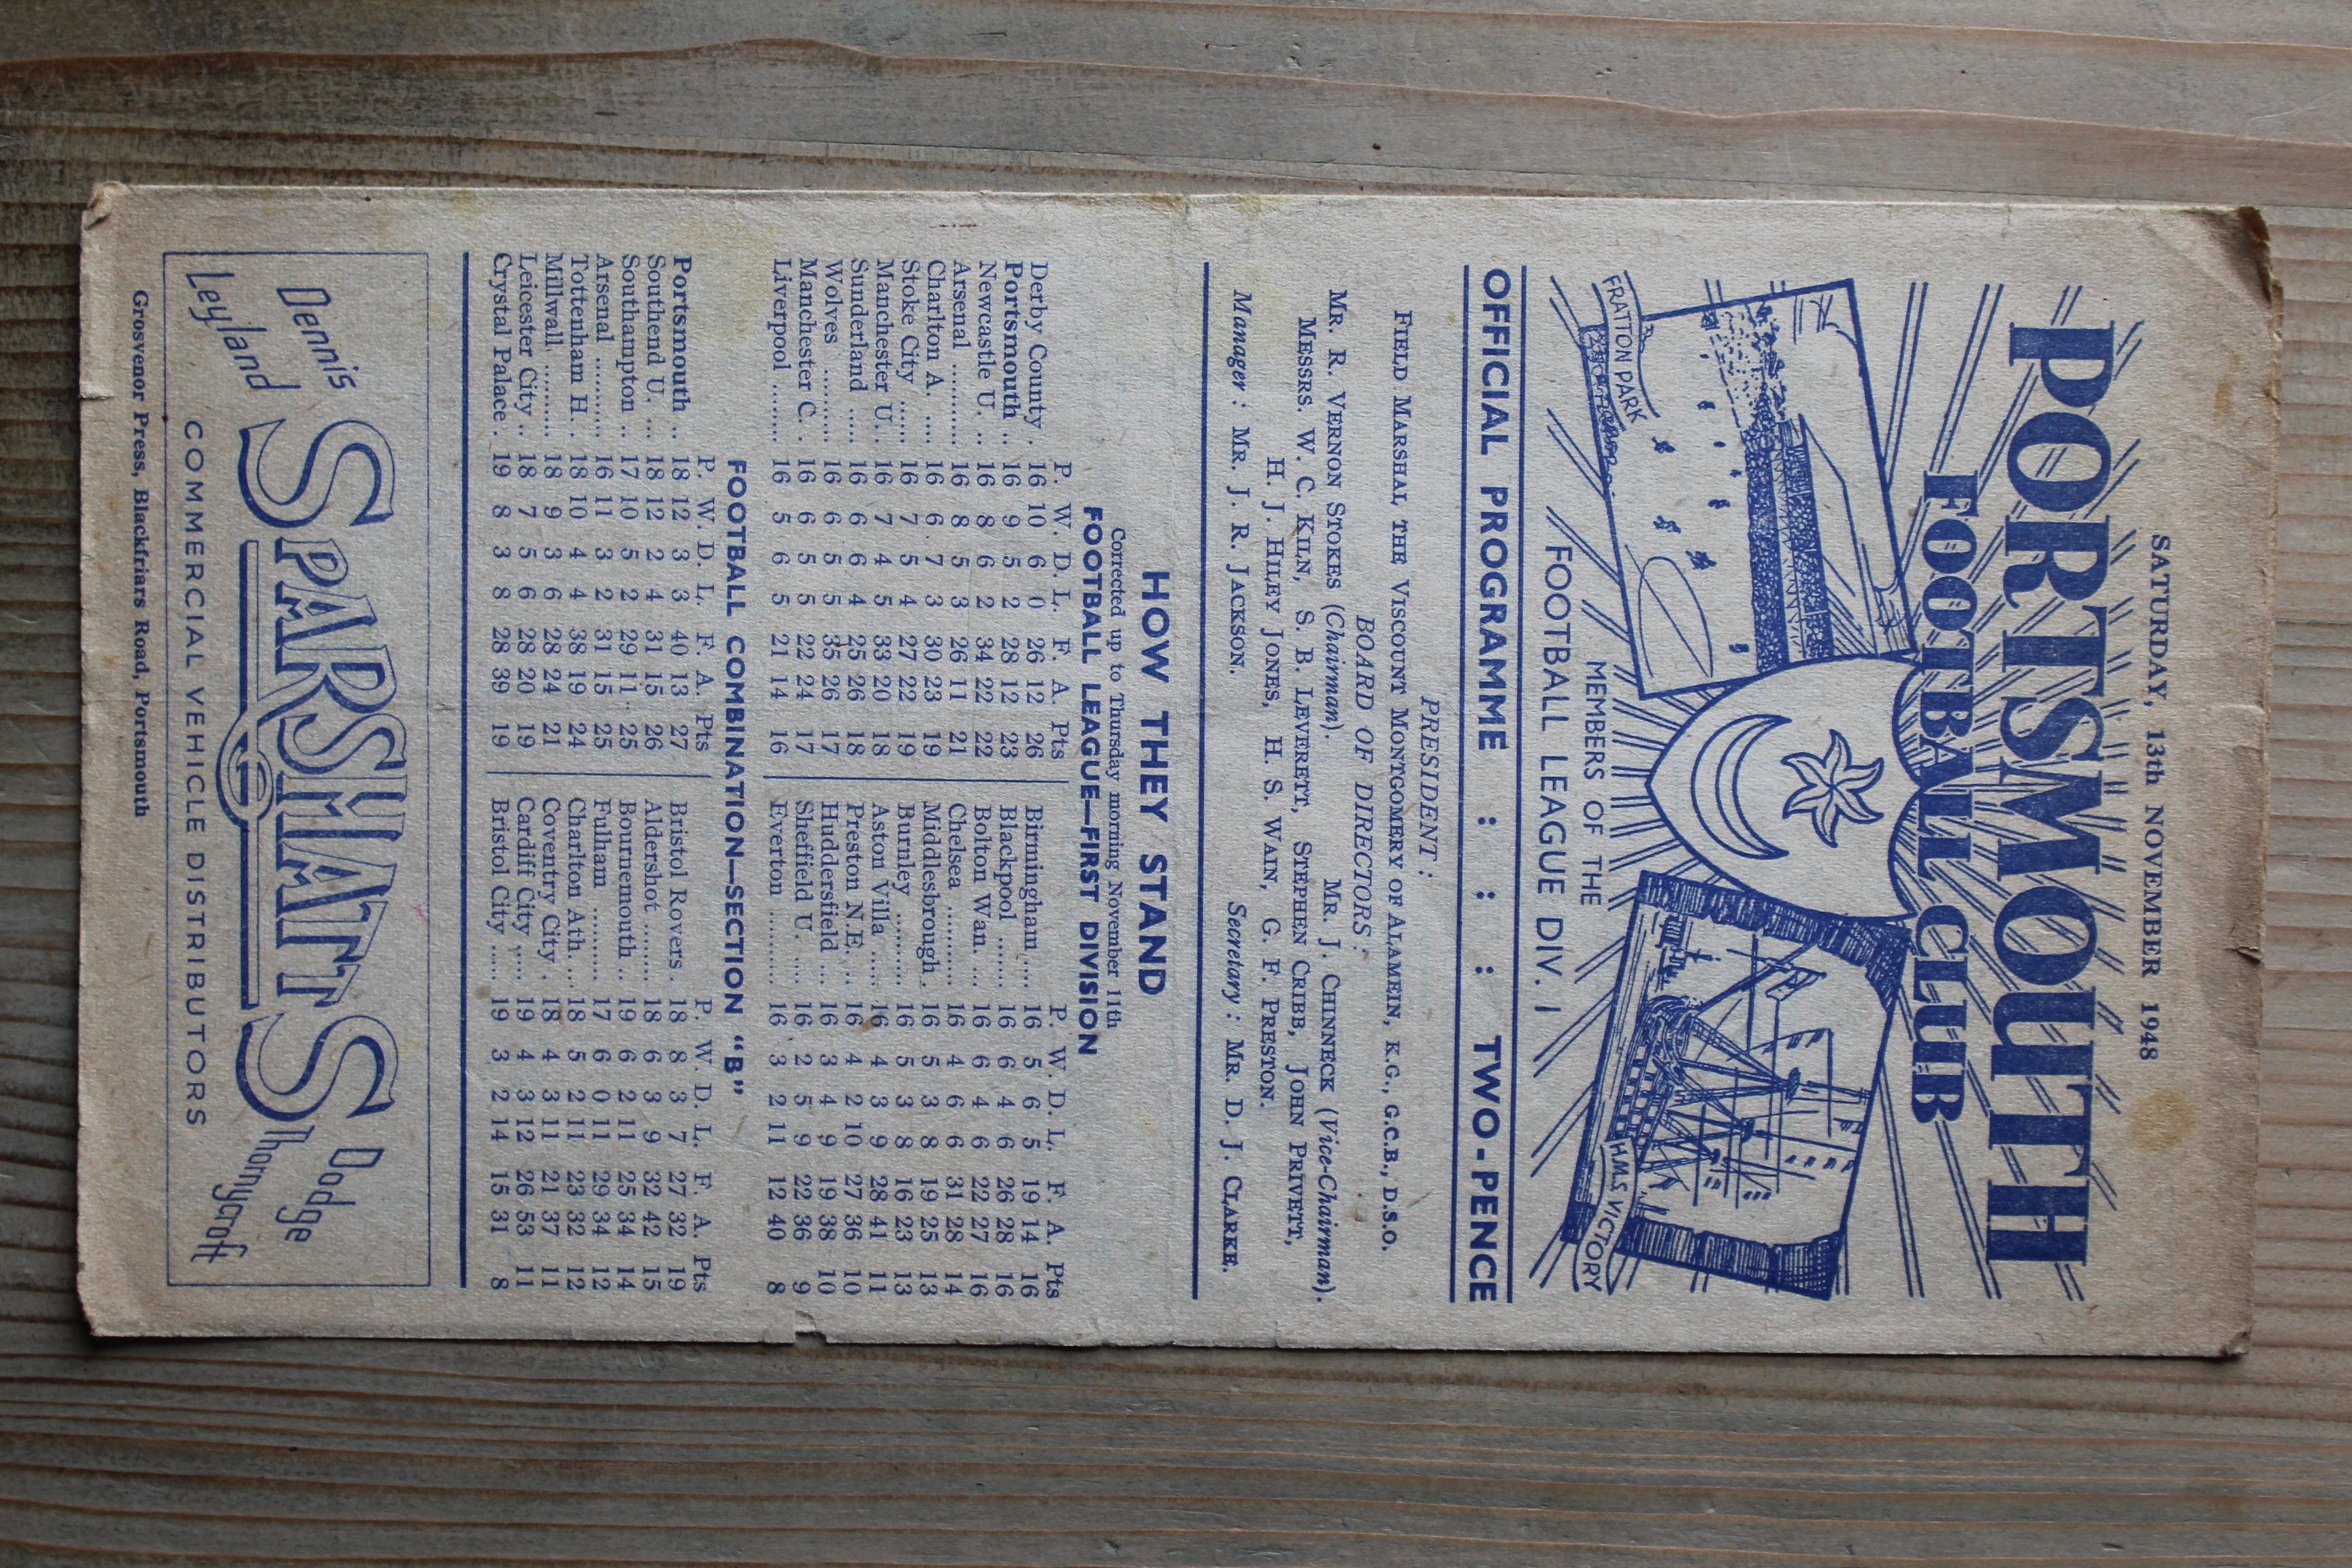 SATURDAY, 13th NOVEMBER 1948
PORTSMOUTH
FOOTBALL CLUB
FRATTON PARK
H.M.S. VICTORY
MEMBERS OF THE
FOOTBALL LEAGUE DIV. 1
OFFICIAL PROGRAMME : : : TWO-PENCE
PRESIDENT :
FIELD MARSHAL THE VISCOUNT MONTGOMERY OF ALAMEIN, K.G., G.C.B., D.S.O.
BOARD OF DIRECTORS :
MR. R. VERNON STOKES (Chairman). MR. J. CHINNECK (Vice-Chairman).
MESSRS. W. C. KILN, S. B. LEVERETT, STEPHEN CRIBB, JOHN PRIVETT,
H. J. HILEY JONES, H. S. WAIN, G. F. PRESTON.
Manager : MR. J. R. JACKSON. Secretary : MR. D. J. CLARKE.
HOW THEY STAND
Corrected up to Thursday morning November 11th
FOOTBALL LEAGUE—FIRST DIVISION
P. W. D. L. F. A. Pts P. W. D. L. F. A. Pts
Derby County . 16 10 6 0 26 12 26 Birmingham .... 16 5 6 5 19 14 16
Portsmouth .. 16 9 5 2 28 12 23 Blackpool ....... 16 6 4 6 26 28 16
Newcastle U. .. 16 8 6 2 34 22 22 Bolton Wan. ... 16 6 4 6 22 27 16
Arsenal ........... 16 8 5 3 26 11 21 Chelsea .......... 16 4 6 6 31 28 14
Charlton A. .... 16 6 7 3 30 23 19 Middlesbrough . 16 5 3 8 19 25 13
Stoke City ...... 16 7 5 4 27 22 19 Burnley .......... 16 5 3 8 16 23 13
Manchester U. . 16 7 4 5 33 20 18 Aston Villa ..... 16 4 3 9 28 41 11
Sunderland ..... 16 6 6 4 25 26 18 Preston N.E. .. 16 4 2 10 27 36 10
Wolves ........... 16 6 5 5 35 26 17 Huddersfield ... 16 3 4 9 19 38 10
Manchester C. . 16 6 5 5 22 24 17 Sheffield U. .... 16 2 5 9 22 36 9
Liverpool ........ 16 5 6 5 21 14 16 Everton .......... 16 3 2 11 12 40 8
FOOTBALL COMBINATION—SECTION "B"
P. W. D. L. F. A. Pts P. W. D. L. F. A. Pts
Portsmouth .. 18 12 3 3 40 13 27 Bristol Rovers . 18 8 3 7 27 32 19
Southend U. ... 18 12 2 4 31 15 26 Aldershot ........ 18 6 3 9 32 42 15
Southampton .. 17 10 5 2 29 11 25 Bournemouth .. 19 6 2 11 25 34 14
Arsenal ........... 16 11 3 2 31 15 25 Fulham ........... 17 6 0 11 29 34 12
Tottenham H. . 18 10 4 4 38 19 24 Charlton Ath. ... 18 5 2 11 23 32 12
Millwall .......... 18 9 3 6 28 24 21 Coventry City . 18 4 3 11 21 37 11
Leicester City .. 18 7 5 6 28 20 19 Cardiff City ..... 19 4 3 12 26 53 11
Crystal Palace . 19 8 3 8 28 39 19 Bristol City ...... 19 3 2 14 15 31 8
Dennis Dodge
SPARSHATTS
Leyland Thornycroft
COMMERCIAL VEHICLE DISTRIBUTORS
Grosvenor Press, Blackfriars Road, Portsmouth